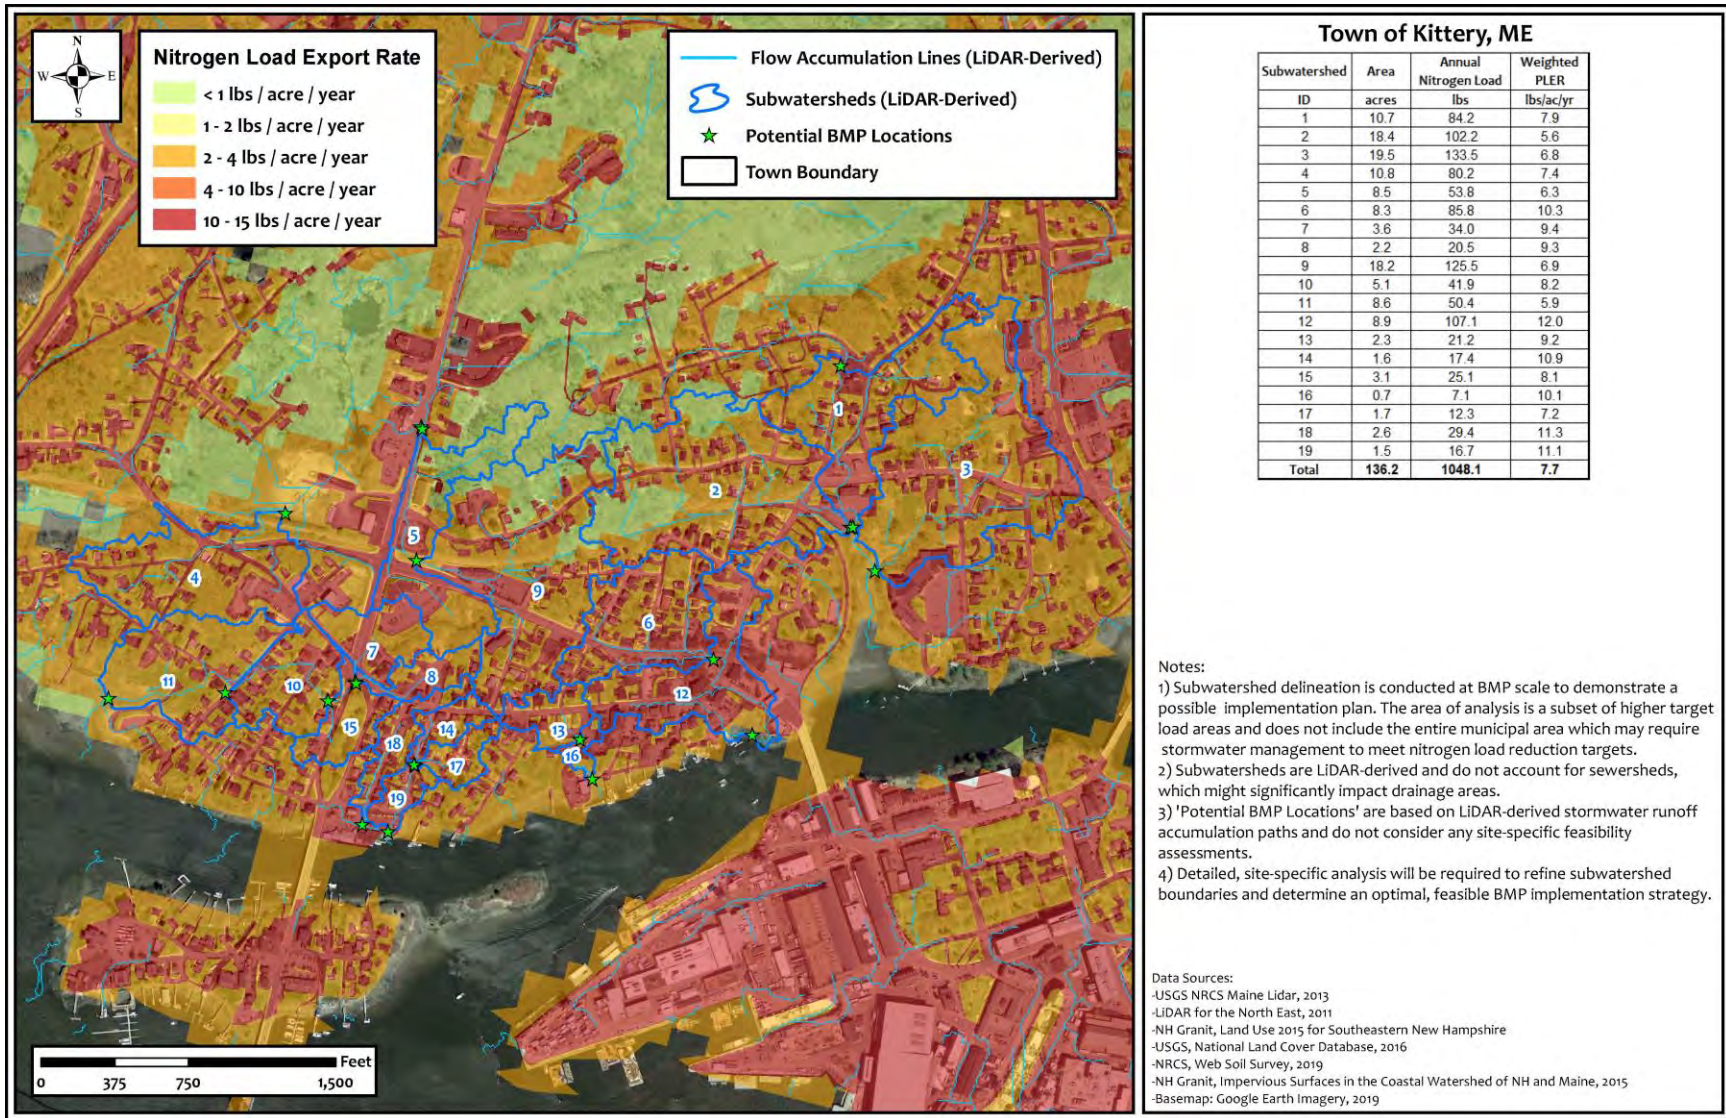 N
W E
S
Nitrogen Load Export Rate
< 1 lbs / acre / year
1 - 2 lbs / acre / year
2 - 4 lbs / acre / year
4 - 10 lbs / acre / year
10 - 15 lbs / acre / year
Flow Accumulation Lines (LiDAR-Derived)
Subwatersheds (LiDAR-Derived)
Potential BMP Locations
Town Boundary
1
2
3
4
5
6
7
8
9
10
11
12
13
14
15
16
17
18
19
Feet
0 375 750 1,500
Town of Kittery, ME
Subwatershed Area Annual Nitrogen Load Weighted PLER
ID acres lbs lbs/ac/yr
1 10.7 84.2 7.9
2 18.4 102.2 5.6
3 19.5 133.5 6.8
4 10.8 80.2 7.4
5 8.5 53.8 6.3
6 8.3 85.8 10.3
7 3.6 34.0 9.4
8 2.2 20.5 9.3
9 18.2 125.5 6.9
10 5.1 41.9 8.2
11 8.6 50.4 5.9
12 8.9 107.1 12.0
13 2.3 21.2 9.2
14 1.6 17.4 10.9
15 3.1 25.1 8.1
16 0.7 7.1 10.1
17 1.7 12.3 7.2
18 2.6 29.4 11.3
19 1.5 16.7 11.1
Total 136.2 1048.1 7.7
Notes:
1) Subwatershed delineation is conducted at BMP scale to demonstrate a
possible implementation plan. The area of analysis is a subset of higher target
load areas and does not include the entire municipal area which may require
stormwater management to meet nitrogen load reduction targets.
2) Subwatersheds are LiDAR-derived and do not account for sewersheds,
which might significantly impact drainage areas.
3) 'Potential BMP Locations' are based on LiDAR-derived stormwater runoff
accumulation paths and do not consider any site-specific feasibility
assessments.
4) Detailed, site-specific analysis will be required to refine subwatershed
boundaries and determine an optimal, feasible BMP implementation strategy.
Data Sources:
-USGS NRCS Maine Lidar, 2013
-LiDAR for the North East, 2011
-NH Granit, Land Use 2015 for Southeastern New Hampshire
-USGS, National Land Cover Database, 2016
-NRCS, Web Soil Survey, 2019
-NH Granit, Impervious Surfaces in the Coastal Watershed of NH and Maine, 2015
-Basemap: Google Earth Imagery, 2019